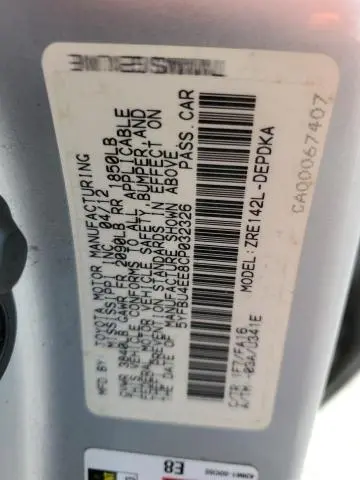 MFD BY: TOYOTA MOTOR MANUFACTURING
MISSISSIPPI INC. 04/12
GVWR 3840LB GAWR FR 2090LB RR 1850LB
THIS VEHICLE CONFORMS TO ALL APPLICABLE
FEDERAL MOTOR VEHICLE SAFETY, BUMPER, AND
THEFT PREVENTION STANDARDS IN EFFECT ON
THE DATE OF MANUFACTURE SHOWN ABOVE.
5YFBU4EE8CP032326 PASS.CAR
C/TR: 1F7/FA16 MODEL:ZRE142L-DEPDKA
A/TM: -03A/U341E
CA00067407
E8